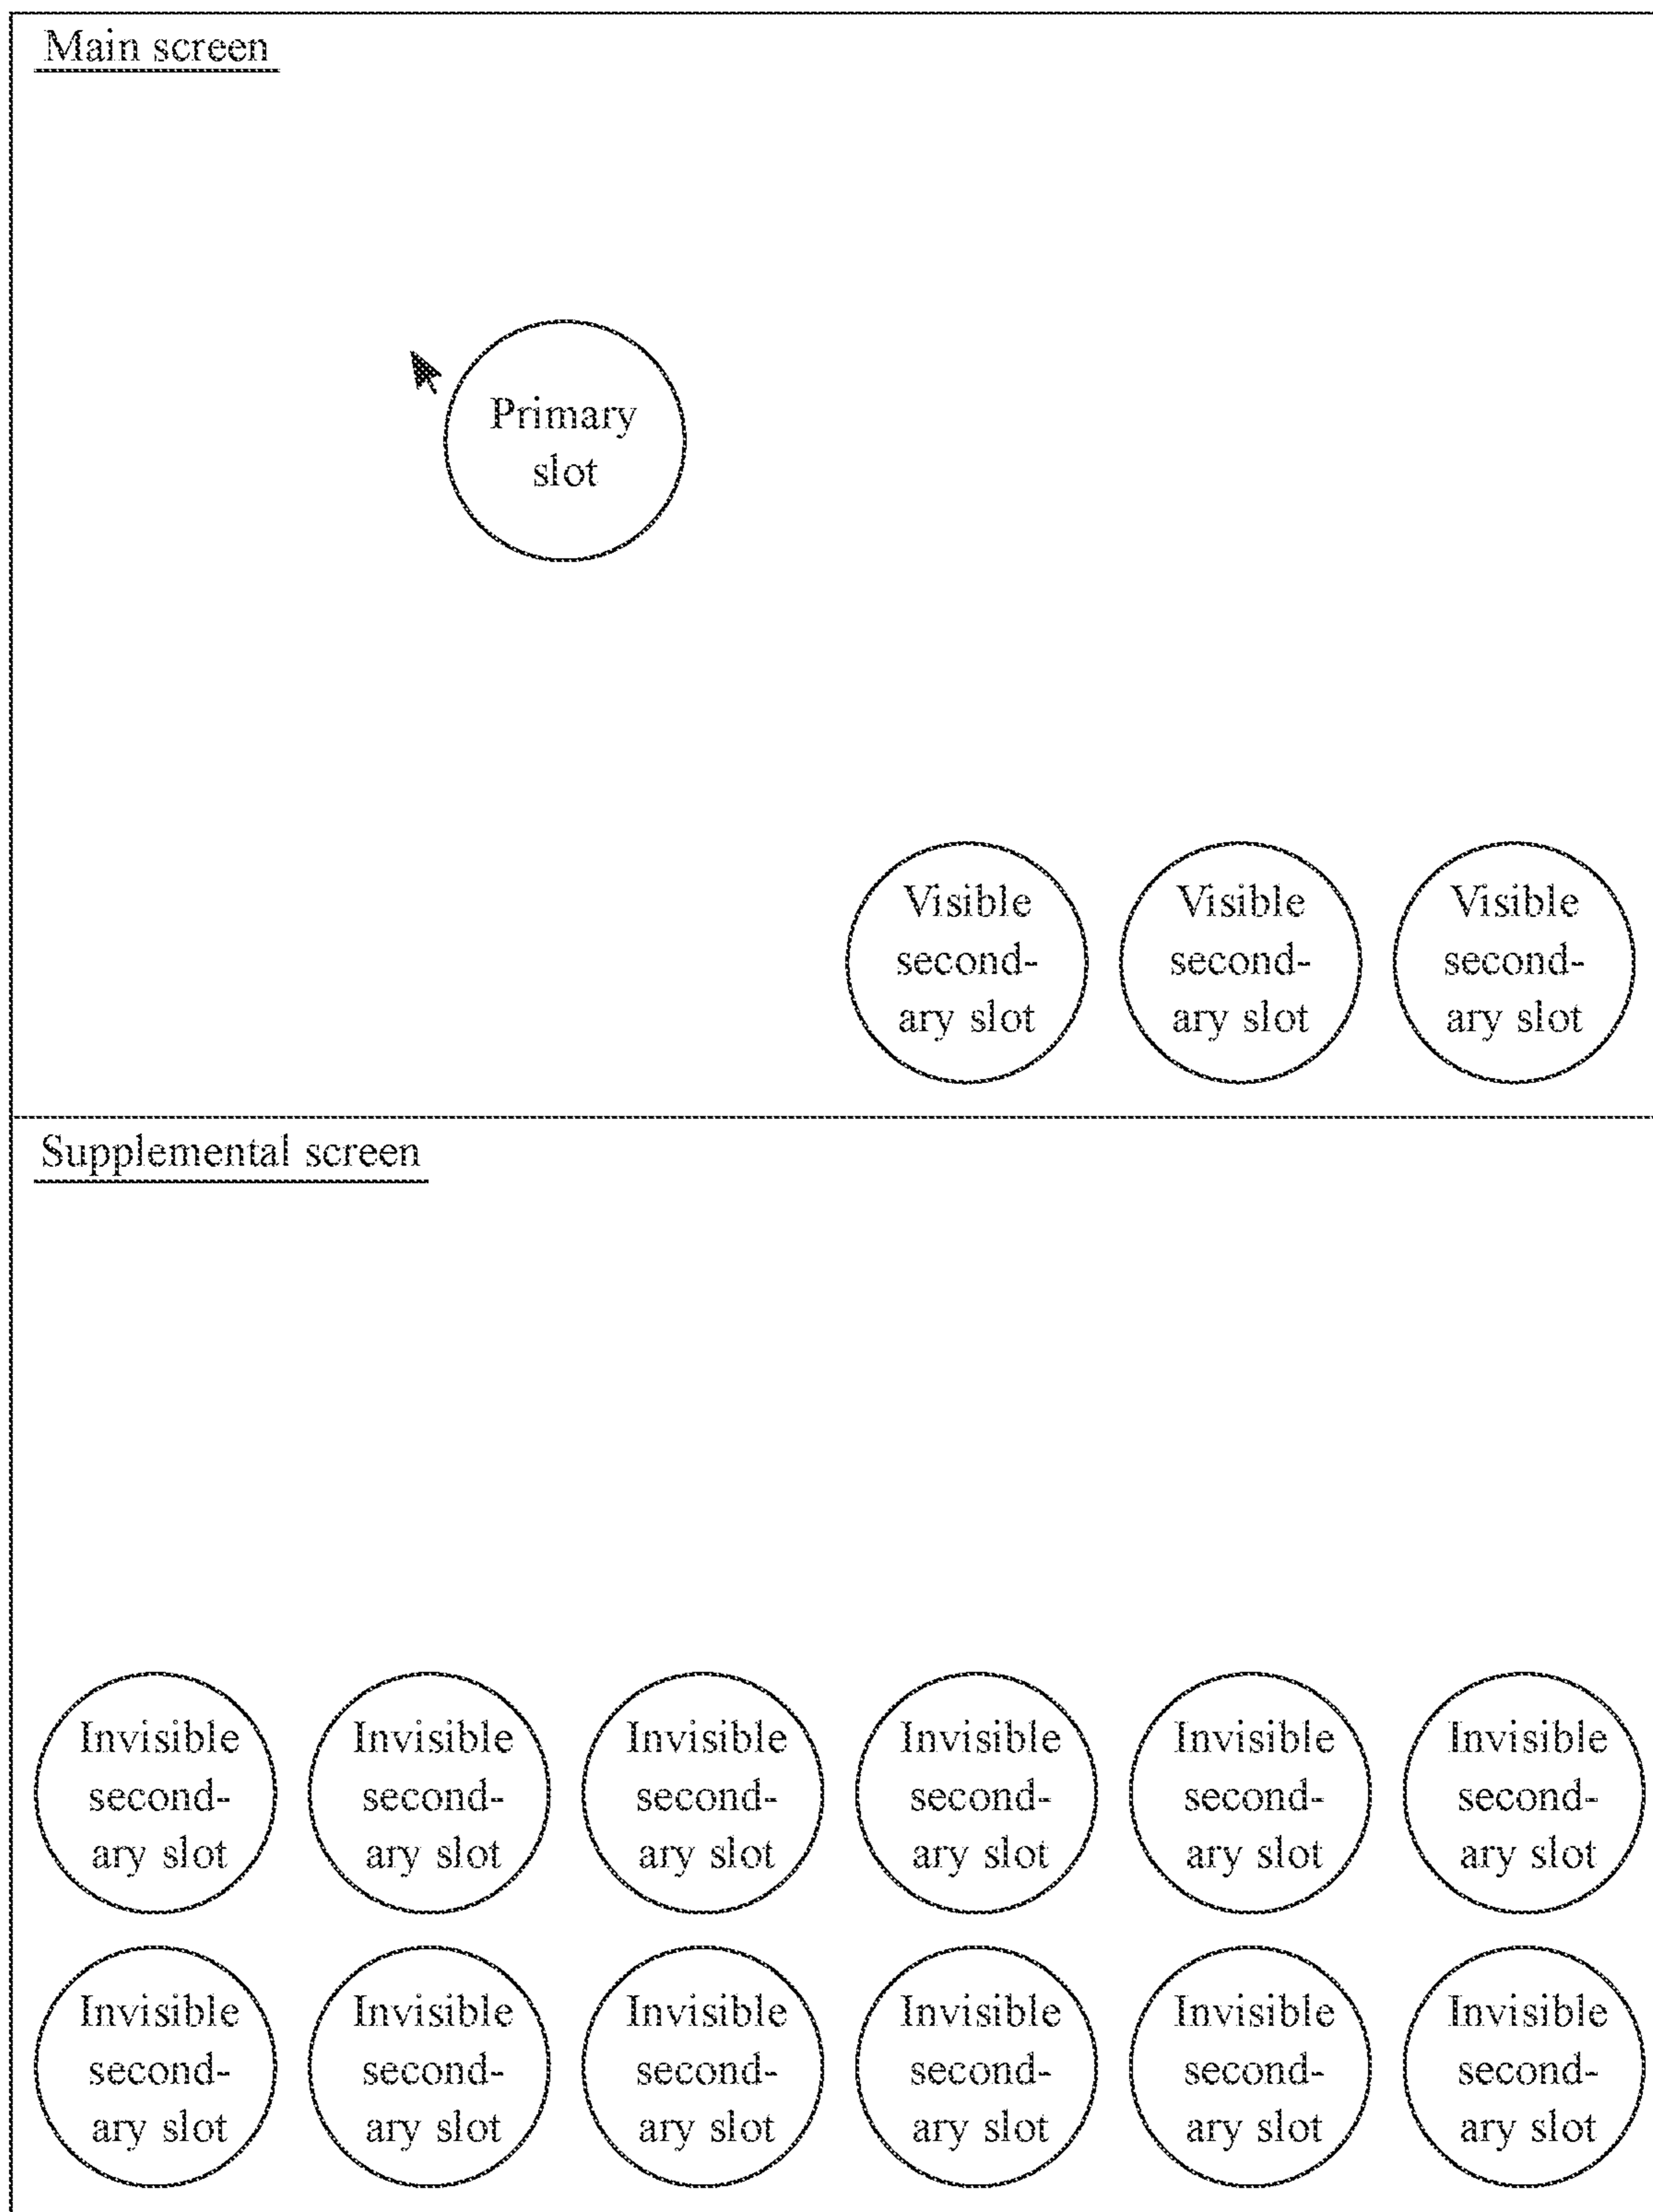 Main screen
Primary
slot
Visible
second-
ary slot
Visible
second-
ary slot
Visible
second-
ary slot
Supplemental screen
Invisible
second-
ary slot
Invisible
second-
ary slot
Invisible
second-
ary slot
Invisible
second-
ary slot
Invisible
second-
ary slot
Invisible
second-
ary slot
Invisible
second-
ary slot
Invisible
second-
ary slot
Invisible
second-
ary slot
Invisible
second-
ary slot
Invisible
second-
ary slot
Invisible
second-
ary slot